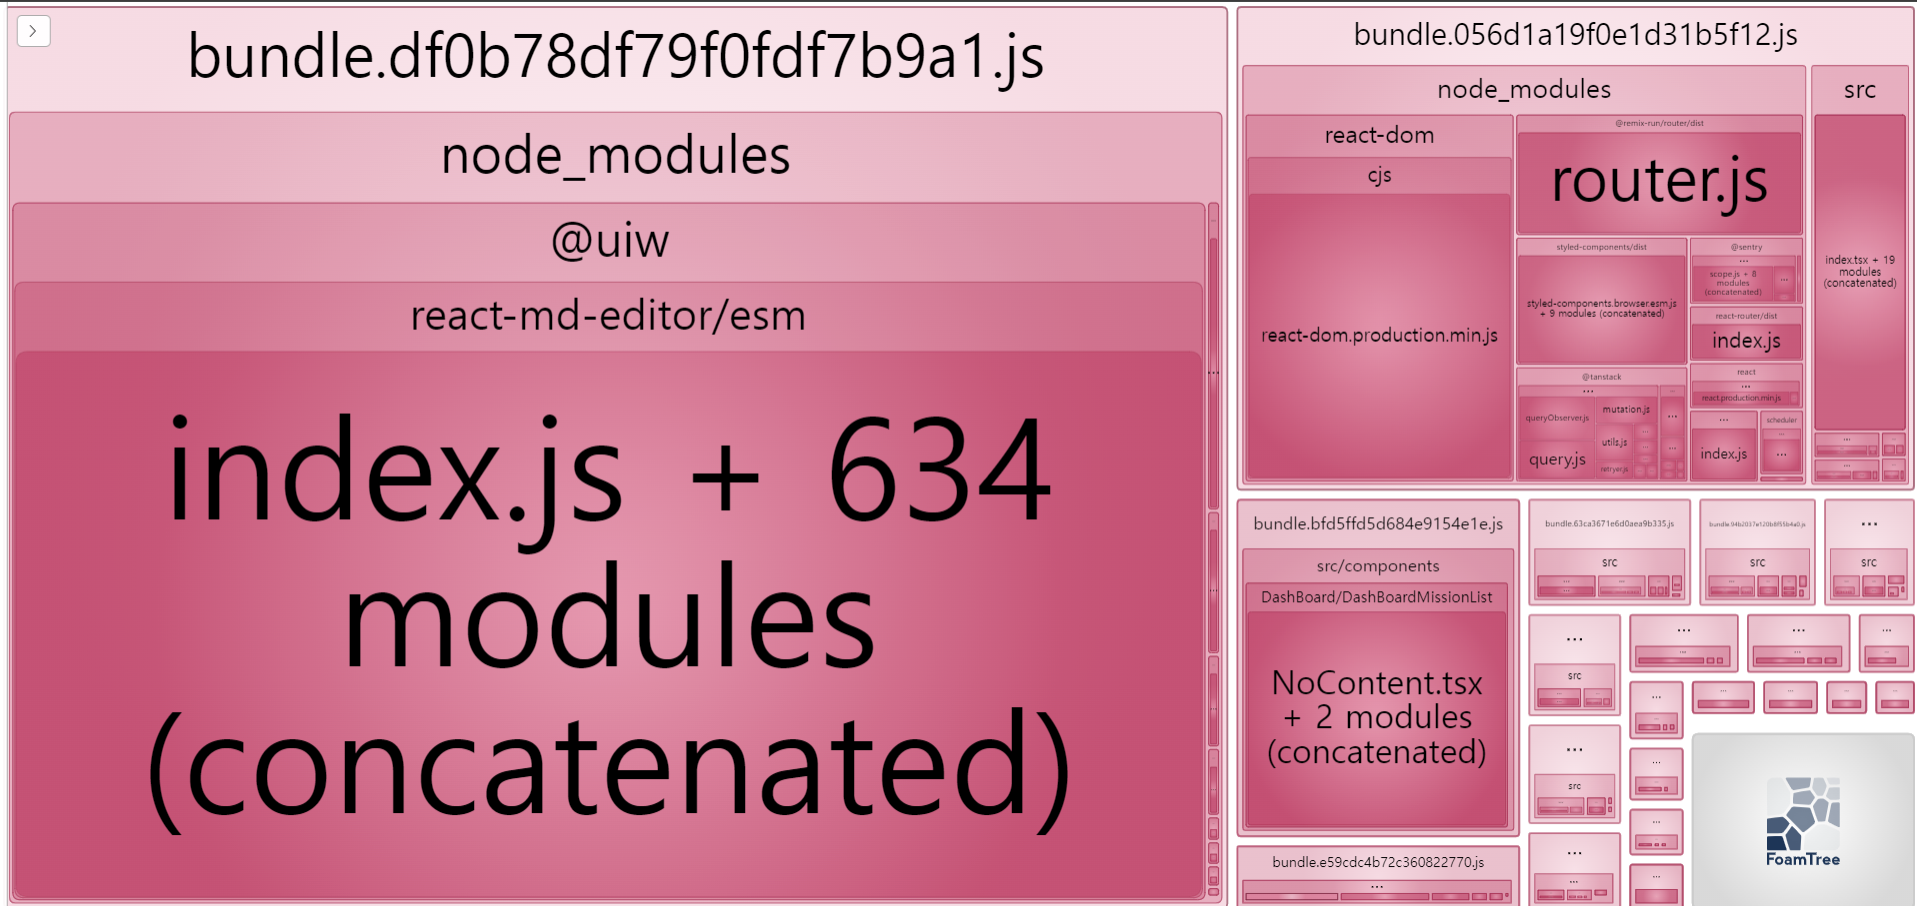 bundle.df0b78df79f0fdf7b9a1.js
node_modules
@uiw
react-md-editor/esm
index.js + 634
modules
(concatenated)
bundle.056d1a19f0e1d31b5f12.js
node_modules
src
react-dom
cjs
react-dom.production.min.js
@remix-run/router/dist
router.js
styled-components/dist
styled-components.browser.esm.js
+ 9 modules (concatenated)
@sentry
...
scope.js + 8
modules
(concatenated)
...
react-router/dist
index.js
@tanstack
...
queryObserver.js
query.js
mutation.js
utils.js
retryer.js
react
...
react.production.min.js
...
index.js
scheduler
...
index.tsx + 19
modules
(concatenated)
bundle.bfd5ffd5d684e9154e1e.js
src/components
DashBoard/DashBoardMissionList
NoContent.tsx
+ 2 modules
(concatenated)
bundle.e59cdc4b72c360822770.js
...
bundle.63ca3671e6d0aea9b335.js
src
src
...
src
...
src
...
src
...
FoamTree